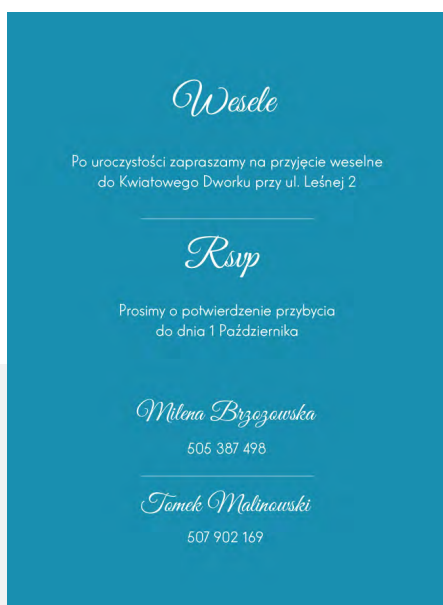 Wesele
Po uroczystości zapraszamy na przyjęcie weselne
do Kwiatowego Dworku przy ul. Leśnej 2
Rsvp
Prosimy o potwierdzenie przybycia
do dnia 1 Października
Milena Brzozowska
505 387 498
Tomek Malinowski
507 902 169